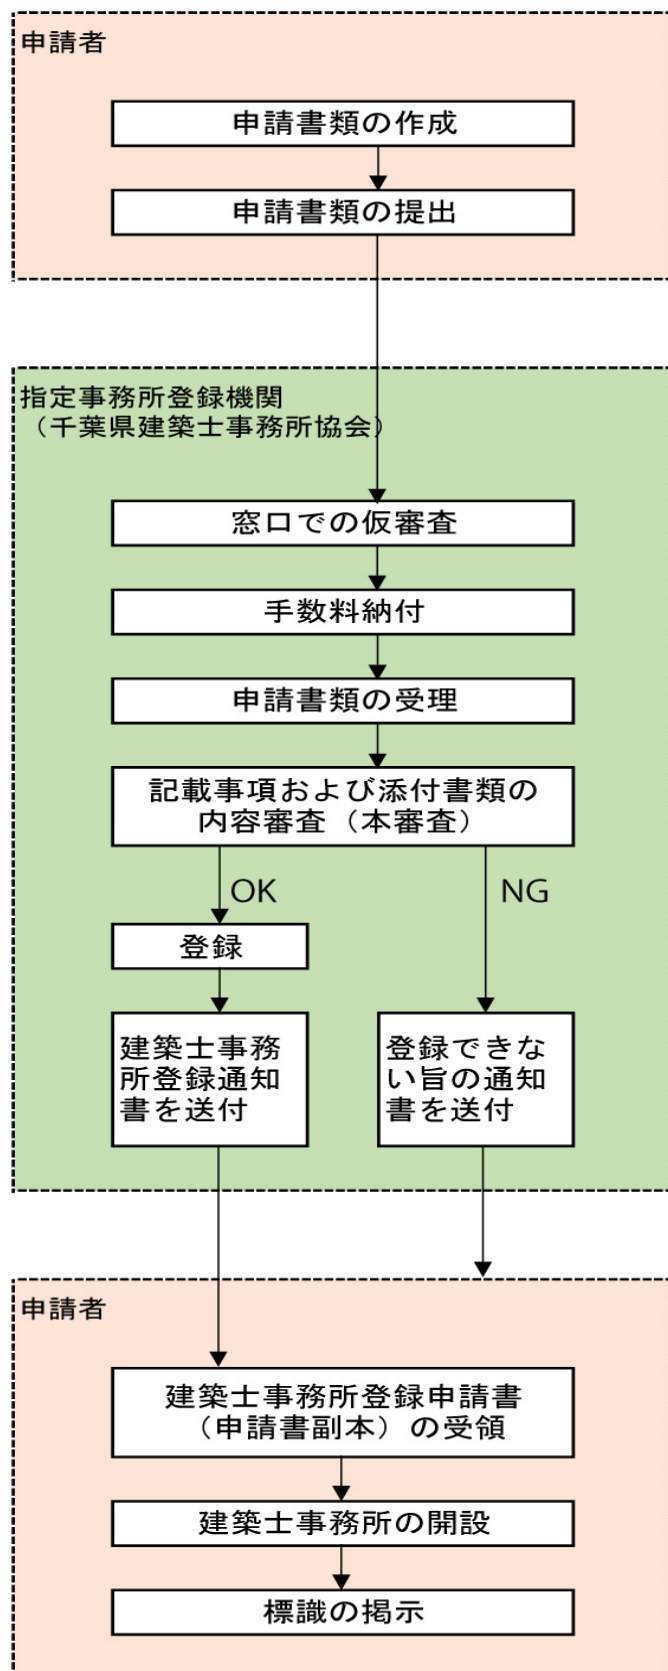 申請者
申請書類の作成
申請書類の提出
指定事務所登録機関
（千葉県建築士事務所協会）
窓口での仮審査
手数料納付
申請書類の受理
記載事項および添付書類の
内容審査（本審査）
OK
NG
登録
建築士事務
所登録通知
書を送付
登録できな
い旨の通知
書を送付
申請者
建築士事務所登録申請書
（申請書副本）の受領
建築士事務所の開設
標識の掲示